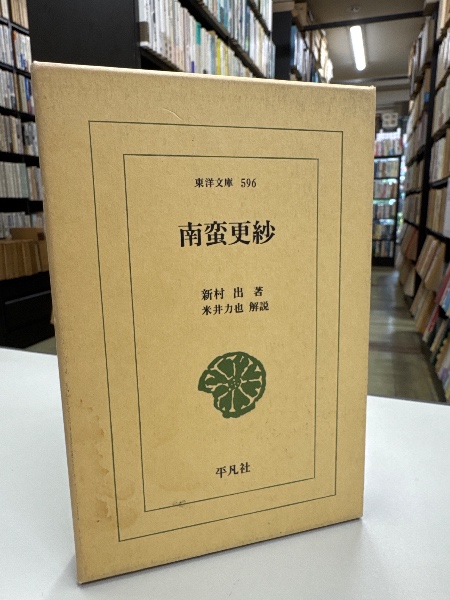 東洋文庫 596
南蛮更紗
新村 出 著
米井力也 解説
平凡社